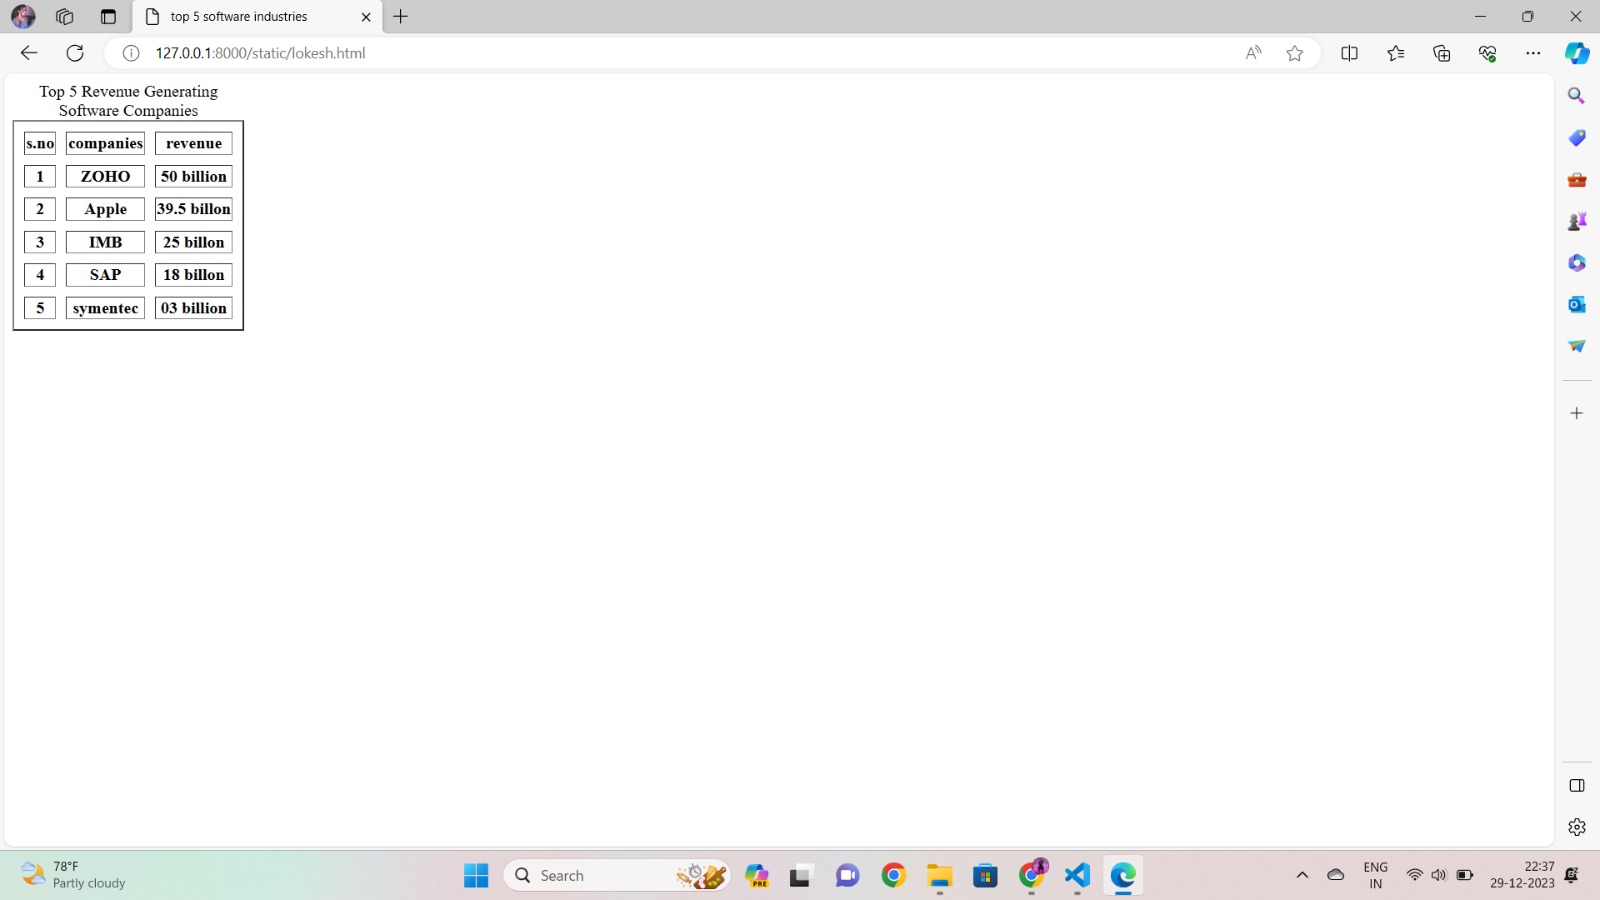 top 5 software industries
127.0.0.1:8000/static/lokesh.html
Top 5 Revenue Generating
Software Companies
s.no companies revenue
1 ZOHO 50 billion
2 Apple 39.5 billon
3 IMB 25 billon
4 SAP 18 billon
5 symentec 03 billion
78°F
Partly cloudy
Search
PRE
ENG
IN
22:37
29-12-2023